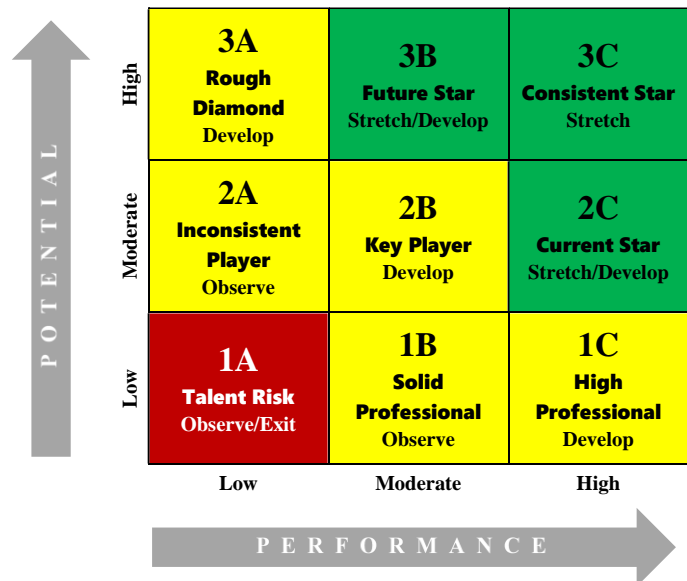 POTENTIAL
High
3A
Rough
Diamond
Develop
3B
Future Star
Stretch/Develop
3C
Consistent Star
Stretch
Moderate
2A
Inconsistent
Player
Observe
2B
Key Player
Develop
2C
Current Star
Stretch/Develop
Low
1A
Talent Risk
Observe/Exit
1B
Solid
Professional
Observe
1C
High
Professional
Develop
Low
Moderate
High
PERFORMANCE